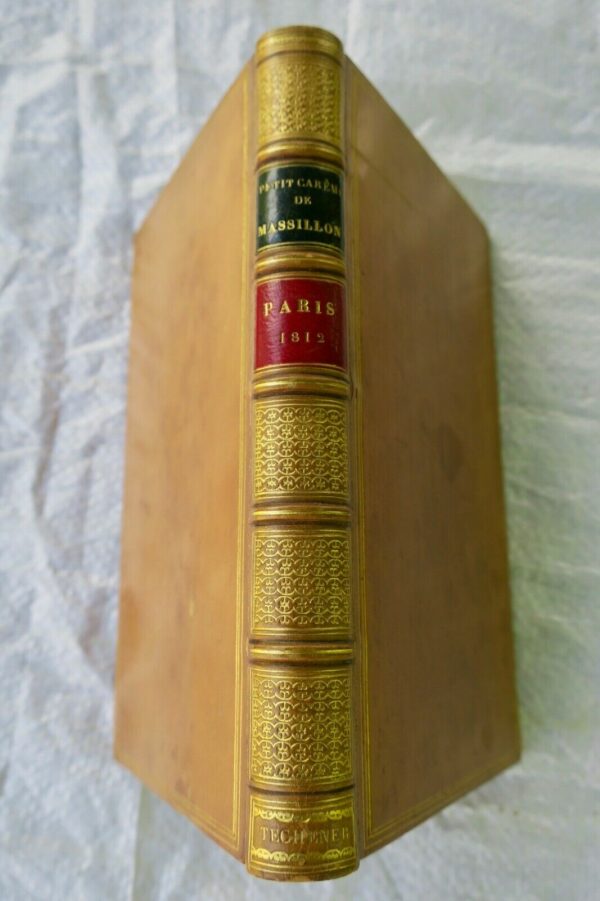 PETIT CARÊME
DE
MASSILLON
PARIS
1812
TECHENER